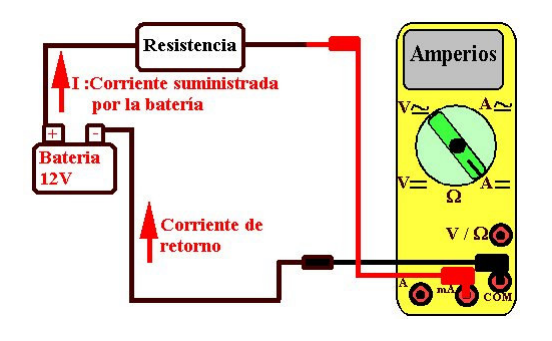 Resistencia
Amperios
I :Corriente suministrada
por la batería
+ -
Bateria
12V
Corriente de
retorno
V A
V Ω A
V / Ω
A mA COM